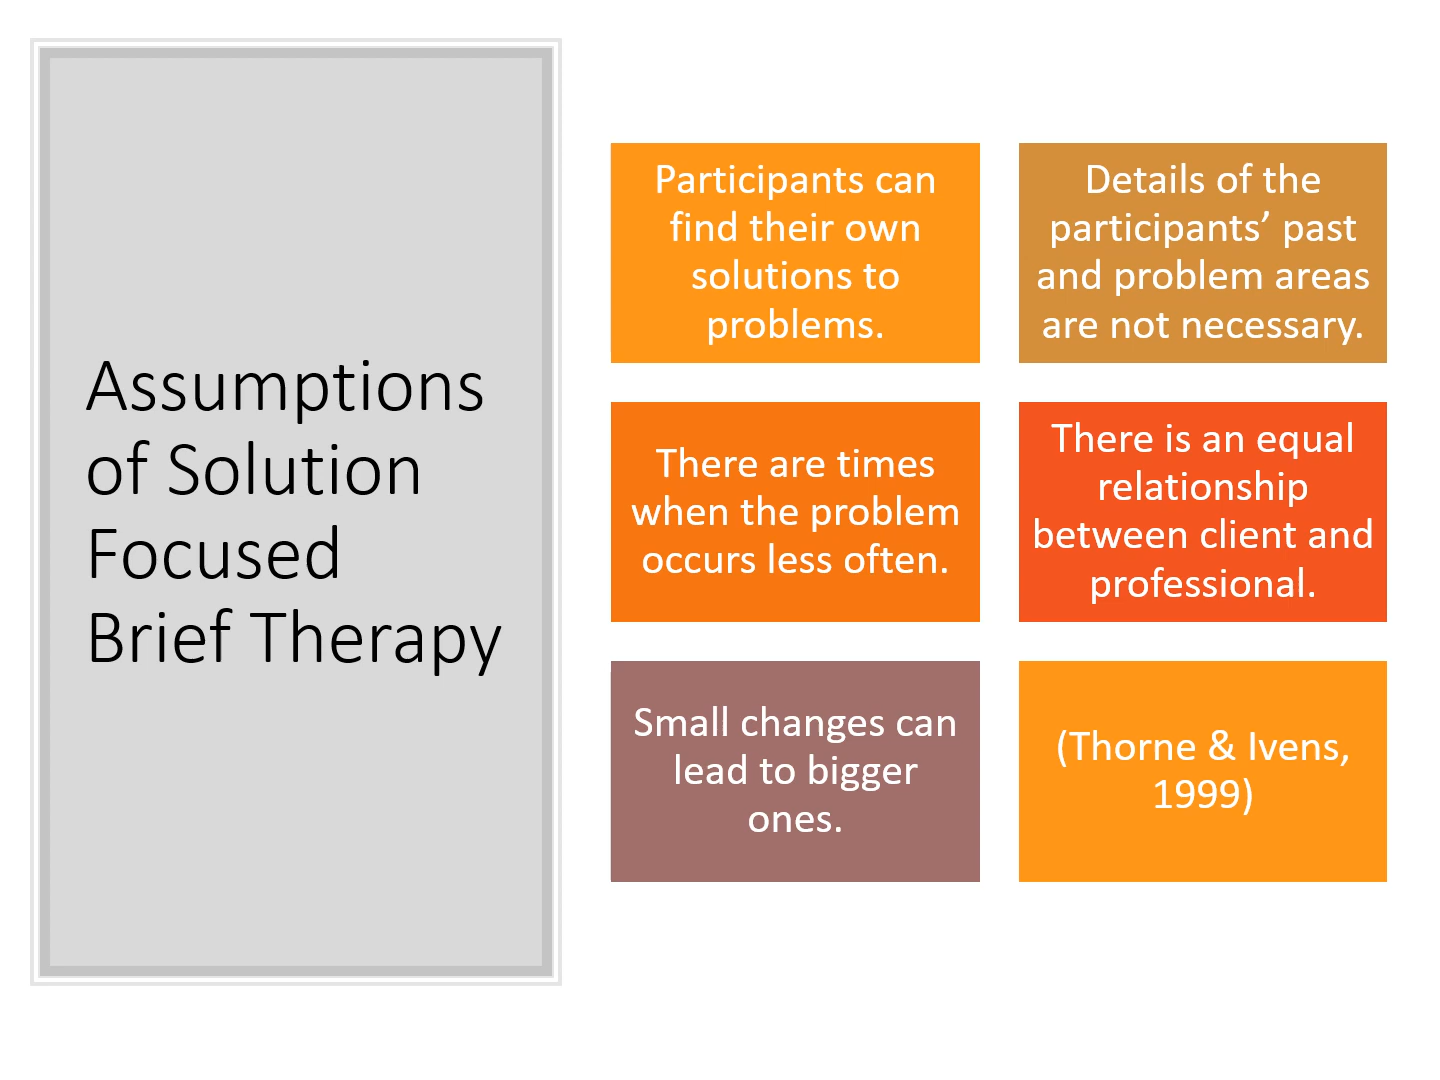 Assumptions
of Solution
Focused
Brief Therapy
Participants can
find their own
solutions to
problems.
Details of the
participants’ past
and problem areas
are not necessary.
There are times
when the problem
occurs less often.
There is an equal
relationship
between client and
professional.
Small changes can
lead to bigger
ones.
(Thorne & Ivens,
1999)